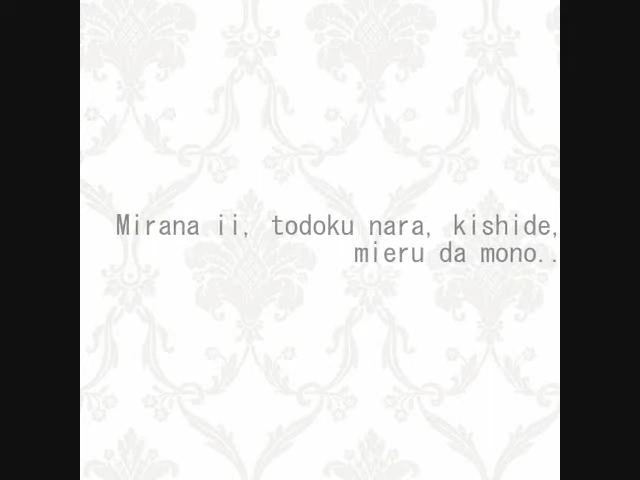 Mirana ii, todoku nara, kishide,
mieru da mono..